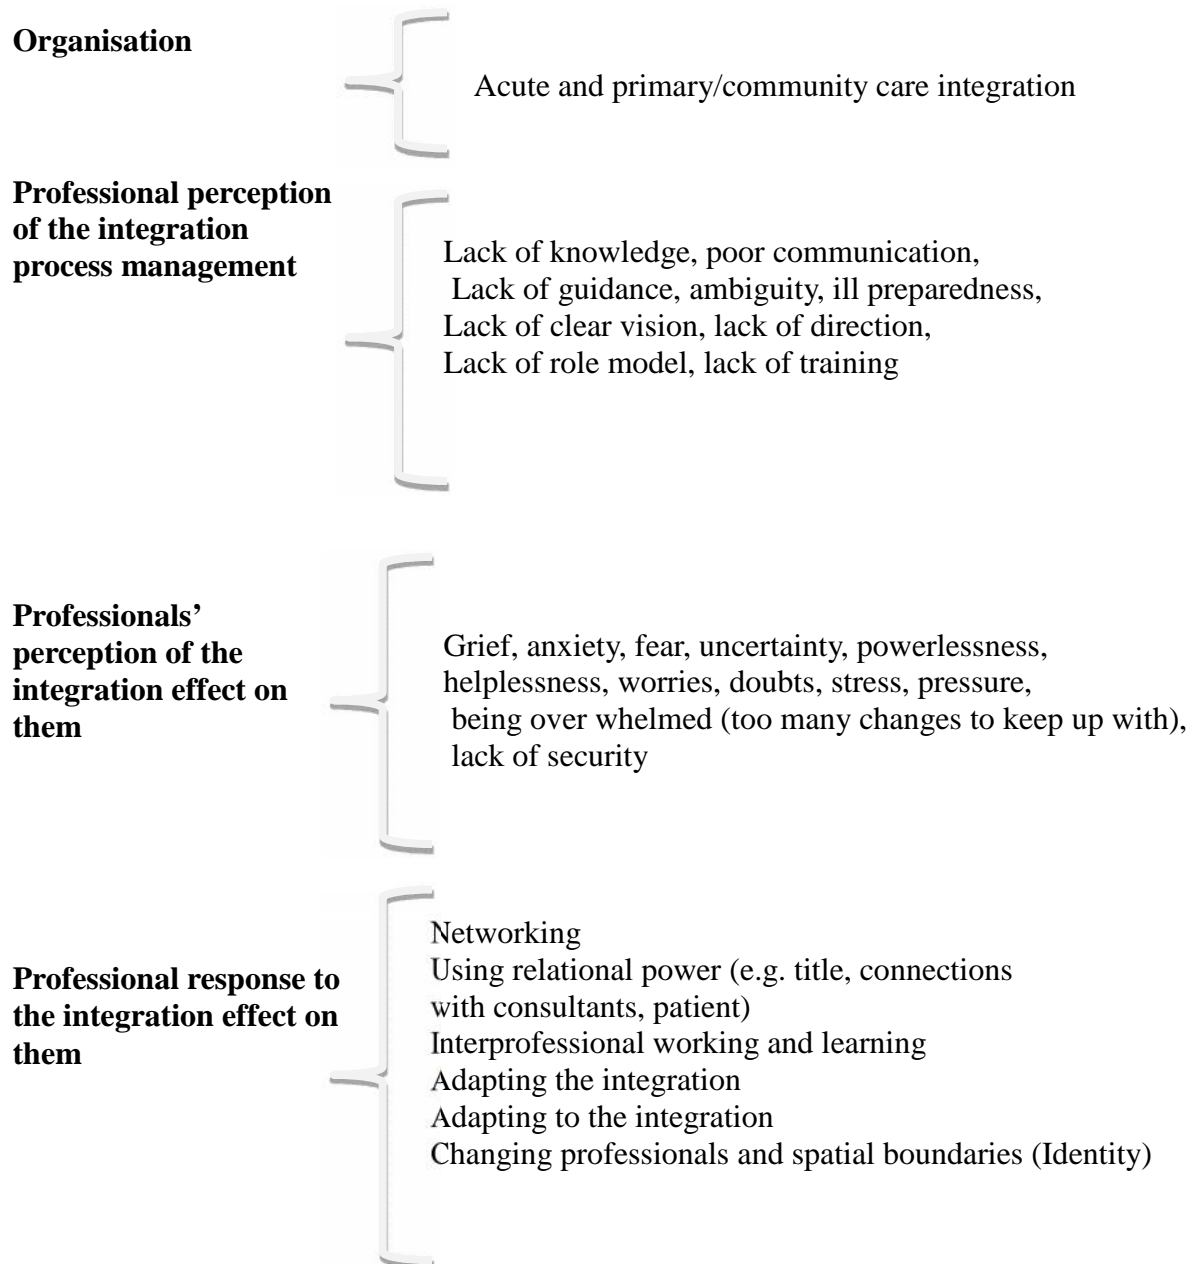 Organisation
Acute and primary/community care integration
Professional perception
of the integration
process management
Lack of knowledge, poor communication,
Lack of guidance, ambiguity, ill preparedness,
Lack of clear vision, lack of direction,
Lack of role model, lack of training
Professionals’
perception of the
integration effect on
them
Grief, anxiety, fear, uncertainty, powerlessness,
helplessness, worries, doubts, stress, pressure,
being over whelmed (too many changes to keep up with),
lack of security
Professional response to
the integration effect on
them
Networking
Using relational power (e.g. title, connections
with consultants, patient)
Interprofessional working and learning
Adapting the integration
Adapting to the integration
Changing professionals and spatial boundaries (Identity)